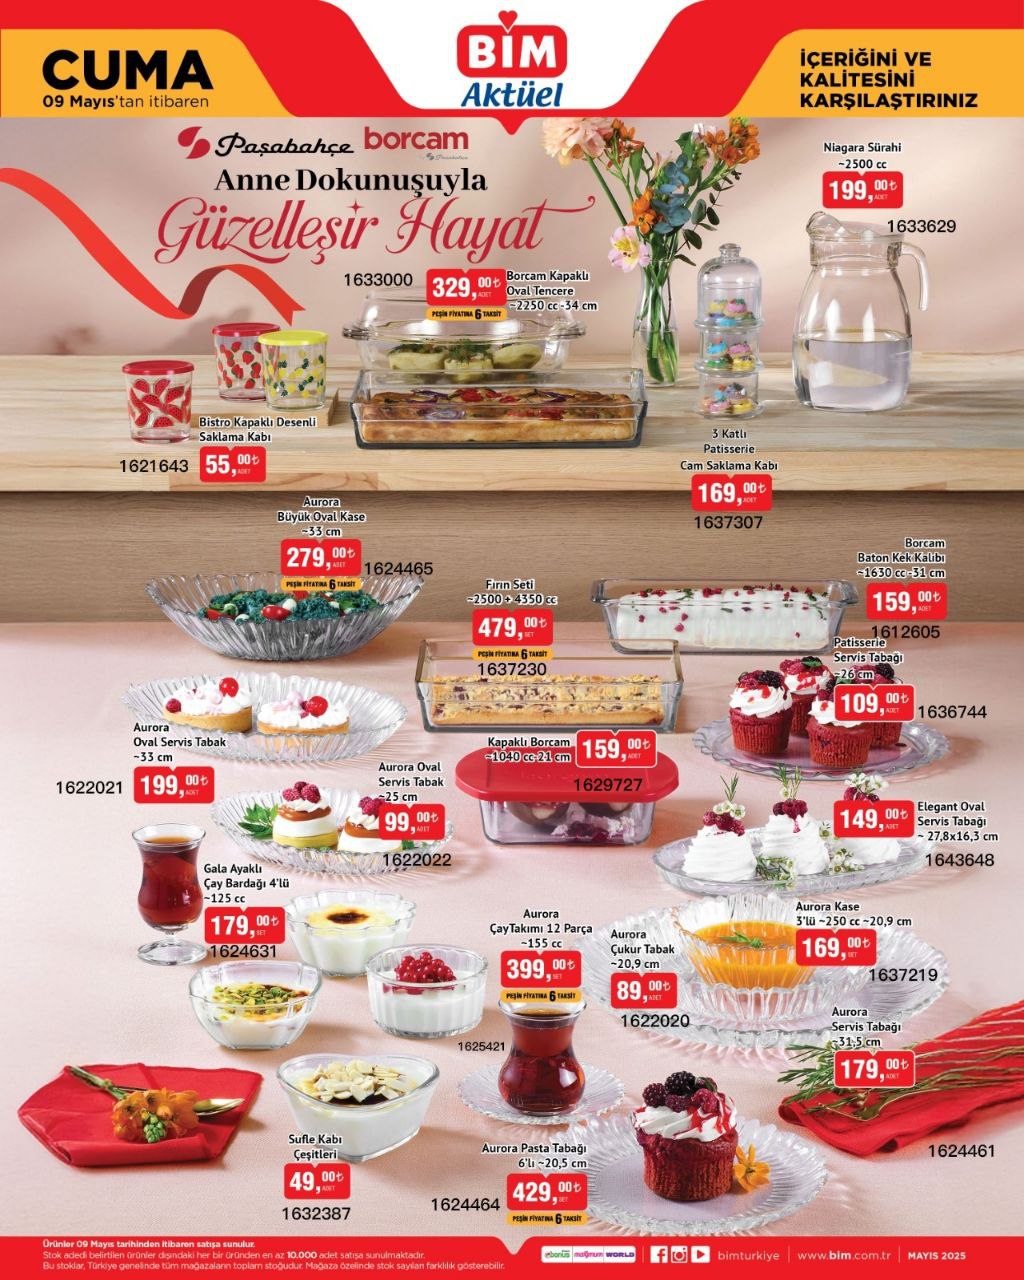 CUMA
09 Mayıs'tan itibaren
BİM
Aktüel
İÇERİĞİNİ VE
KALİTESİNİ
KARŞILAŞTIRINIZ
Paşabahçe borcam
by Paşabahçe
Anne Dokunuşuyla
Güzelleşir Hayat
Niagara Sürahi
~2500 cc
199,00₺
ADET
1633629
1633000
329,00₺
ADET
PEŞİN FİYATINA 6 TAKSİT
Borcam Kapaklı
Oval Tencere
~2250 cc -34 cm
Bistro Kapaklı Desenli
Saklama Kabı
1621643
55,00₺
ADET
3 Katlı
Patisserie
Cam Saklama Kabı
169,00₺
ADET
1637307
Aurora
Büyük Oval Kase
~33 cm
279,00₺
ADET
PEŞİN FİYATINA 6 TAKSİT
1624465
Fırın Seti
~2500 + 4350 cc
479,00₺
SET
PEŞİN FİYATINA 6 TAKSİT
1637230
Borcam
Baton Kek Kalıbı
~1630 cc -31 cm
159,00₺
ADET
1612605
Patisserie
Servis Tabağı
~26 cm
109,00₺
ADET
1636744
Aurora
Oval Servis Tabak
~33 cm
1622021
199,00₺
ADET
Aurora Oval
Servis Tabak
~25 cm
99,00₺
ADET
1622022
Kapaklı Borcam
~1040 cc-21 cm
159,00₺
ADET
1629727
149,00₺
ADET
Elegant Oval
Servis Tabağı
~ 27,8x16,3 cm
1643648
Gala Ayaklı
Çay Bardağı 4'lü
~125 cc
179,00₺
SET
1624631
Aurora
ÇayTakımı 12 Parça
~155 cc
399,00₺
SET
PEŞİN FİYATINA 6 TAKSİT
1625421
Aurora
Çukur Tabak
~20,9 cm
89,00₺
ADET
1622020
Aurora Kase
3'lü ~250 cc ~20,9 cm
169,00₺
SET
1637219
Aurora
Servis Tabağı
~31,5 cm
179,00₺
ADET
1624461
Sufle Kabı
Çeşitleri
49,00₺
ADET
1632387
Aurora Pasta Tabağı
6'lı ~20,5 cm
1624464
429,00₺
SET
PEŞİN FİYATINA 6 TAKSİT
Ürünler 09 Mayıs tarihinden itibaren satışa sunulur.
Stok adedi belirtilen ürünler dışındaki her bir üründen en az 10.000 adet satışa sunulmaktadır.
Bu stoklar, Türkiye genelinde tüm mağazaların toplam stoğudur. Mağaza özelinde stok sayıları farklılık gösterebilir.
bonus maximum WORLD
bimturkiye
www.bim.com.tr
MAYIS 2025